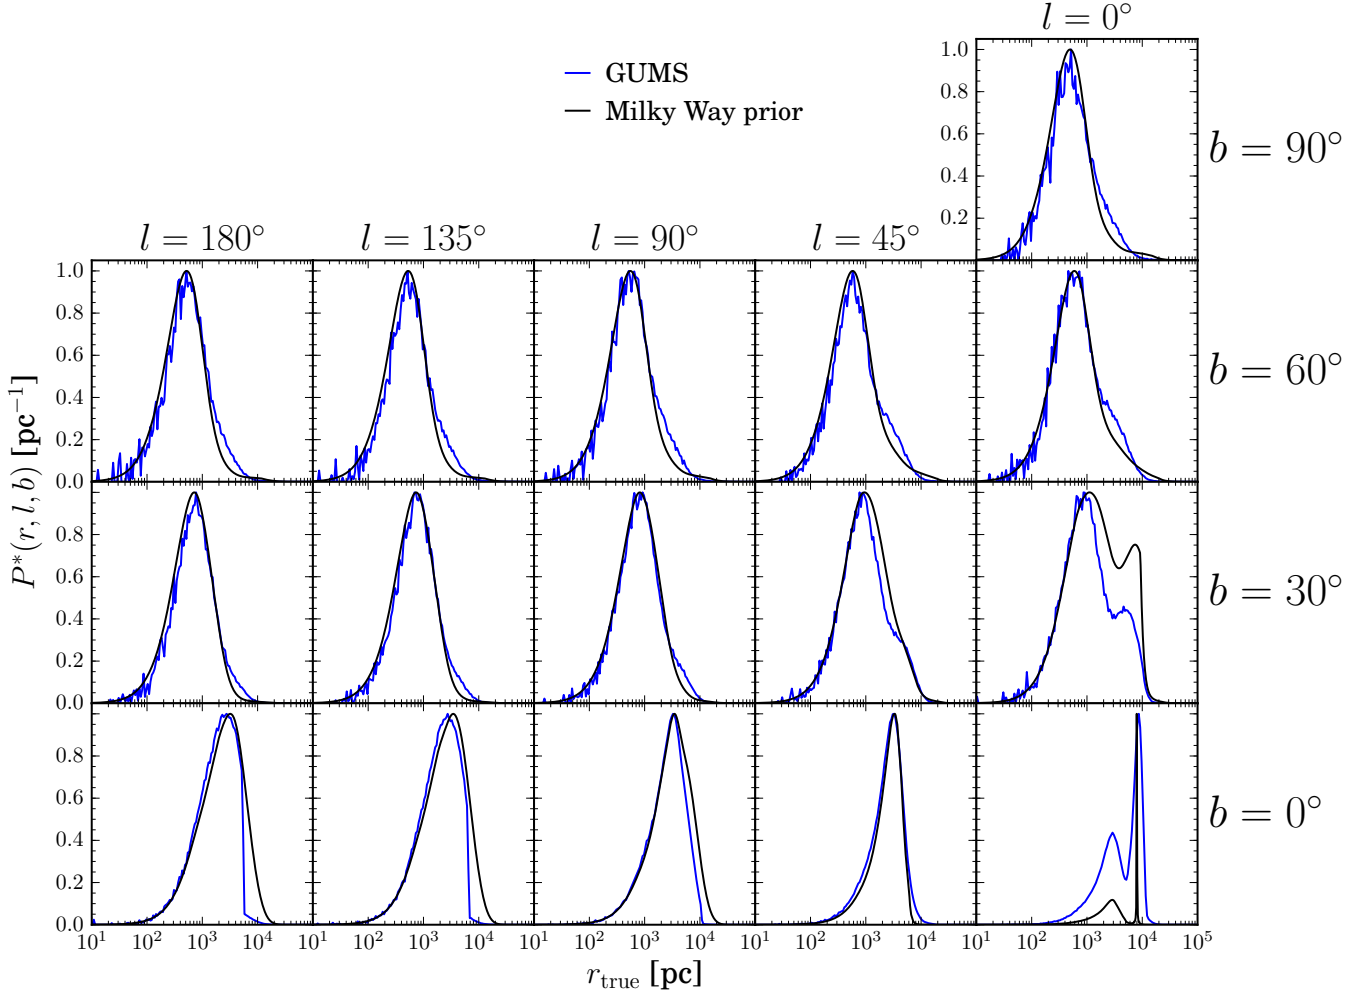 l = 0°
GUMS
Milky Way prior
1.0
0.8
0.6
0.4
0.2
b = 90°
l = 180°
l = 135°
l = 90°
l = 45°
1.0
0.8
0.6
0.4
0.2
0.0
b = 60°
P*(r, l, b) [pc⁻¹]
1.0
0.8
0.6
0.4
0.2
0.0
b = 30°
0.8
0.6
0.4
0.2
0.0
b = 0°
10¹ 10² 10³ 10⁴ 10¹ 10² 10³ 10⁴ 10¹ 10² 10³ 10⁴ 10¹ 10² 10³ 10⁴ 10¹ 10² 10³ 10⁴ 10⁵
r_true [pc]